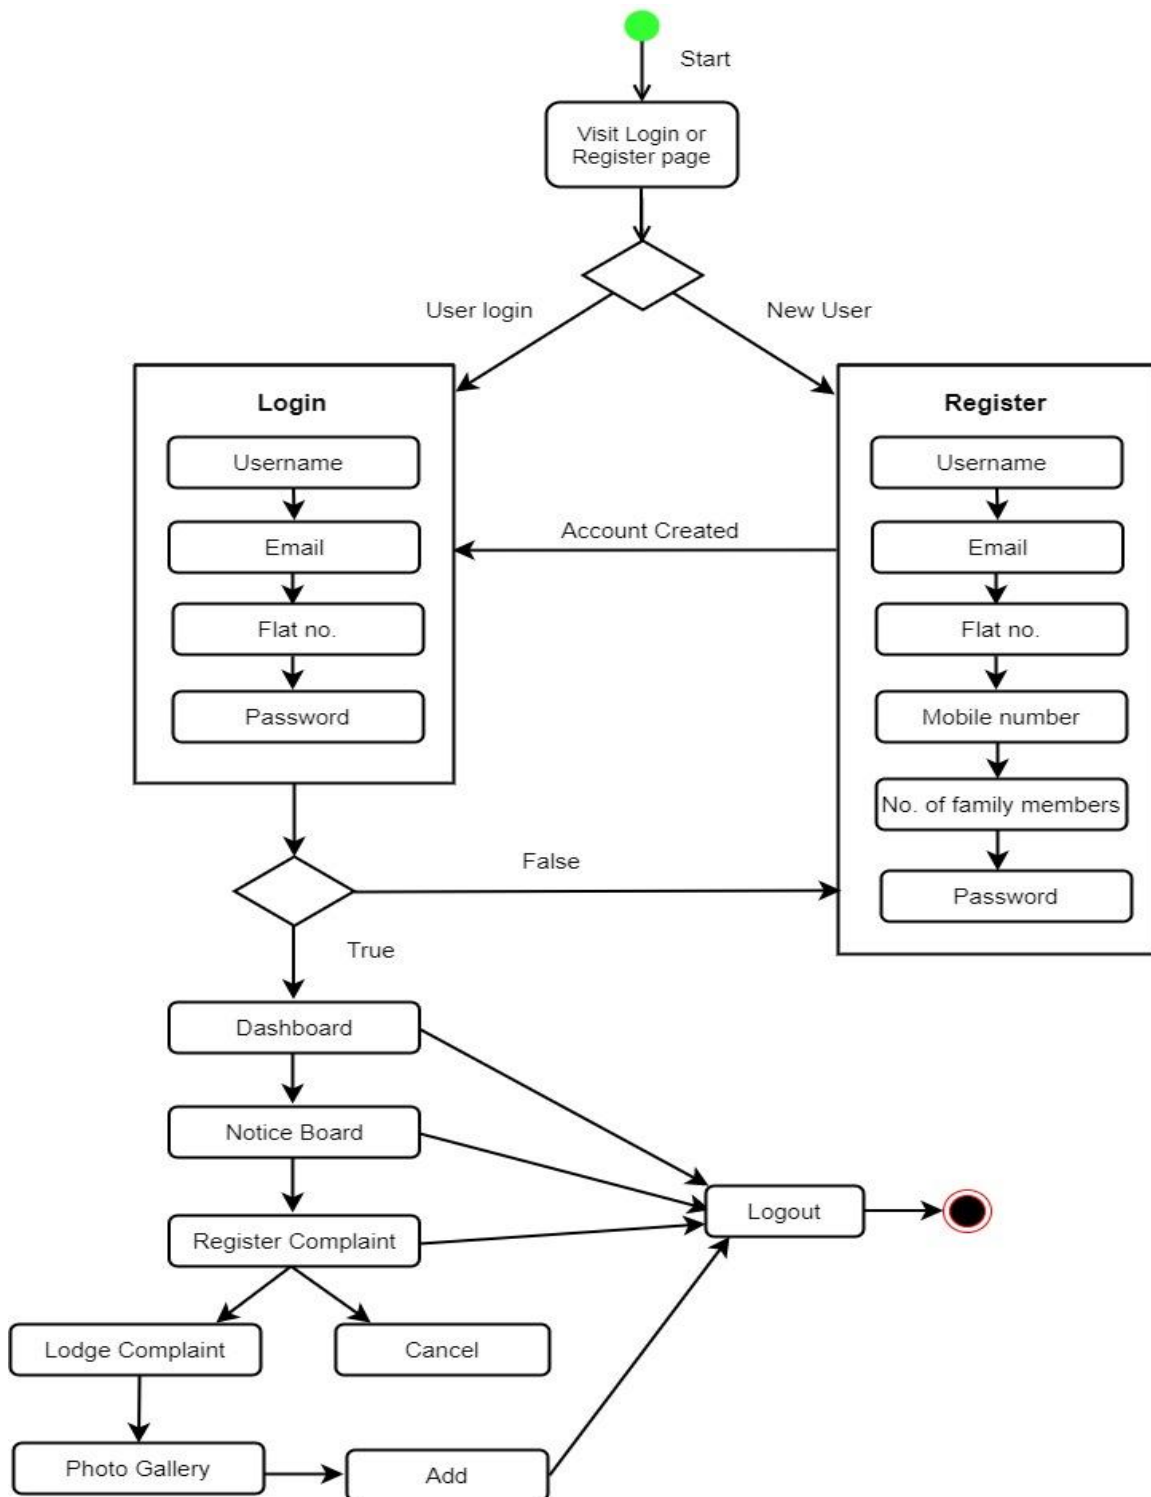 Start
Visit Login or
Register page
User login
New User
Login
Username
Email
Flat no.
Password
Account Created
Register
Username
Email
Flat no.
Mobile number
No. of family members
Password
False
True
Dashboard
Notice Board
Register Complaint
Logout
Lodge Complaint
Cancel
Photo Gallery
Add